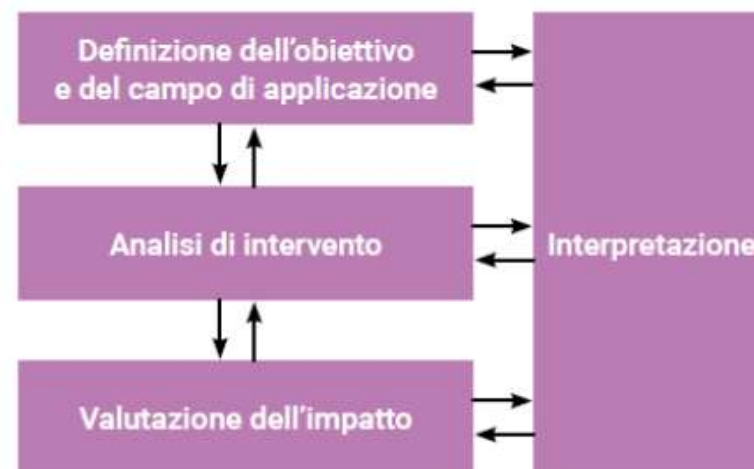 Definizione dell'obiettivo
e del campo di applicazione
Analisi di intervento
Interpretazione
Valutazione dell'impatto